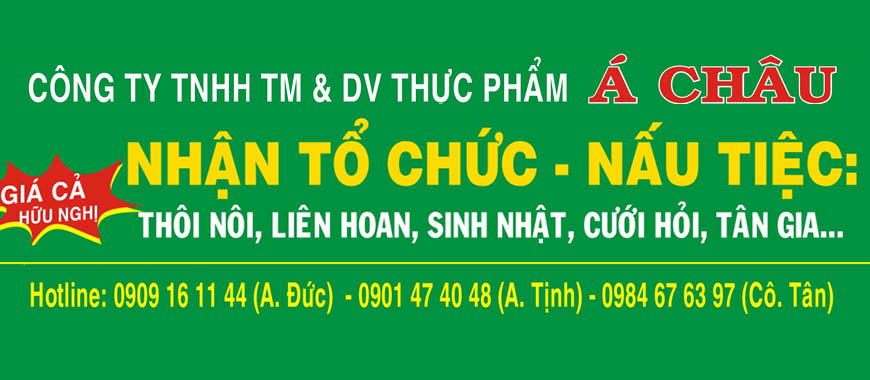 CÔNG TY TNHH TM & DV THỰC PHẨM Á CHÂU
NHẬN TỔ CHỨC - NẤU TIỆC:
GIÁ CẢ
HỮU NGHỊ
THÔI NÔI, LIÊN HOAN, SINH NHẬT, CƯỚI HỎI, TÂN GIA...
Hotline: 0909 16 11 44 (A. Đức) - 0901 47 40 48 (A. Tịnh) - 0984 67 63 97 (Cô. Tân)